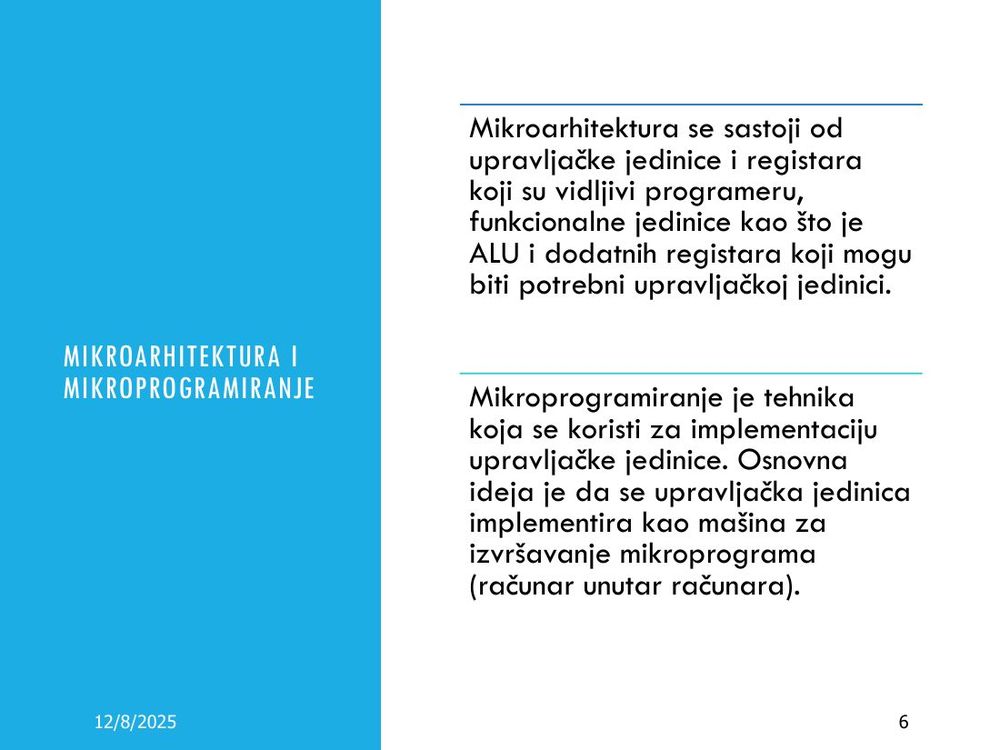 MIKROARHITEKTURA I
MIKROPROGRAMIRANJE
Mikroarhitektura se sastoji od
upravljačke jedinice i registara
koji su vidljivi programeru,
funkcionalne jedinice kao što je
ALU i dodatnih registara koji mogu
biti potrebni upravljačkoj jedinici.
Mikroprogramiranje je tehnika
koja se koristi za implementaciju
upravljačke jedinice. Osnovna
ideja je da se upravljačka jedinica
implementira kao mašina za
izvršavanje mikroprograma
(računar unutar računara).
12/8/2025
6